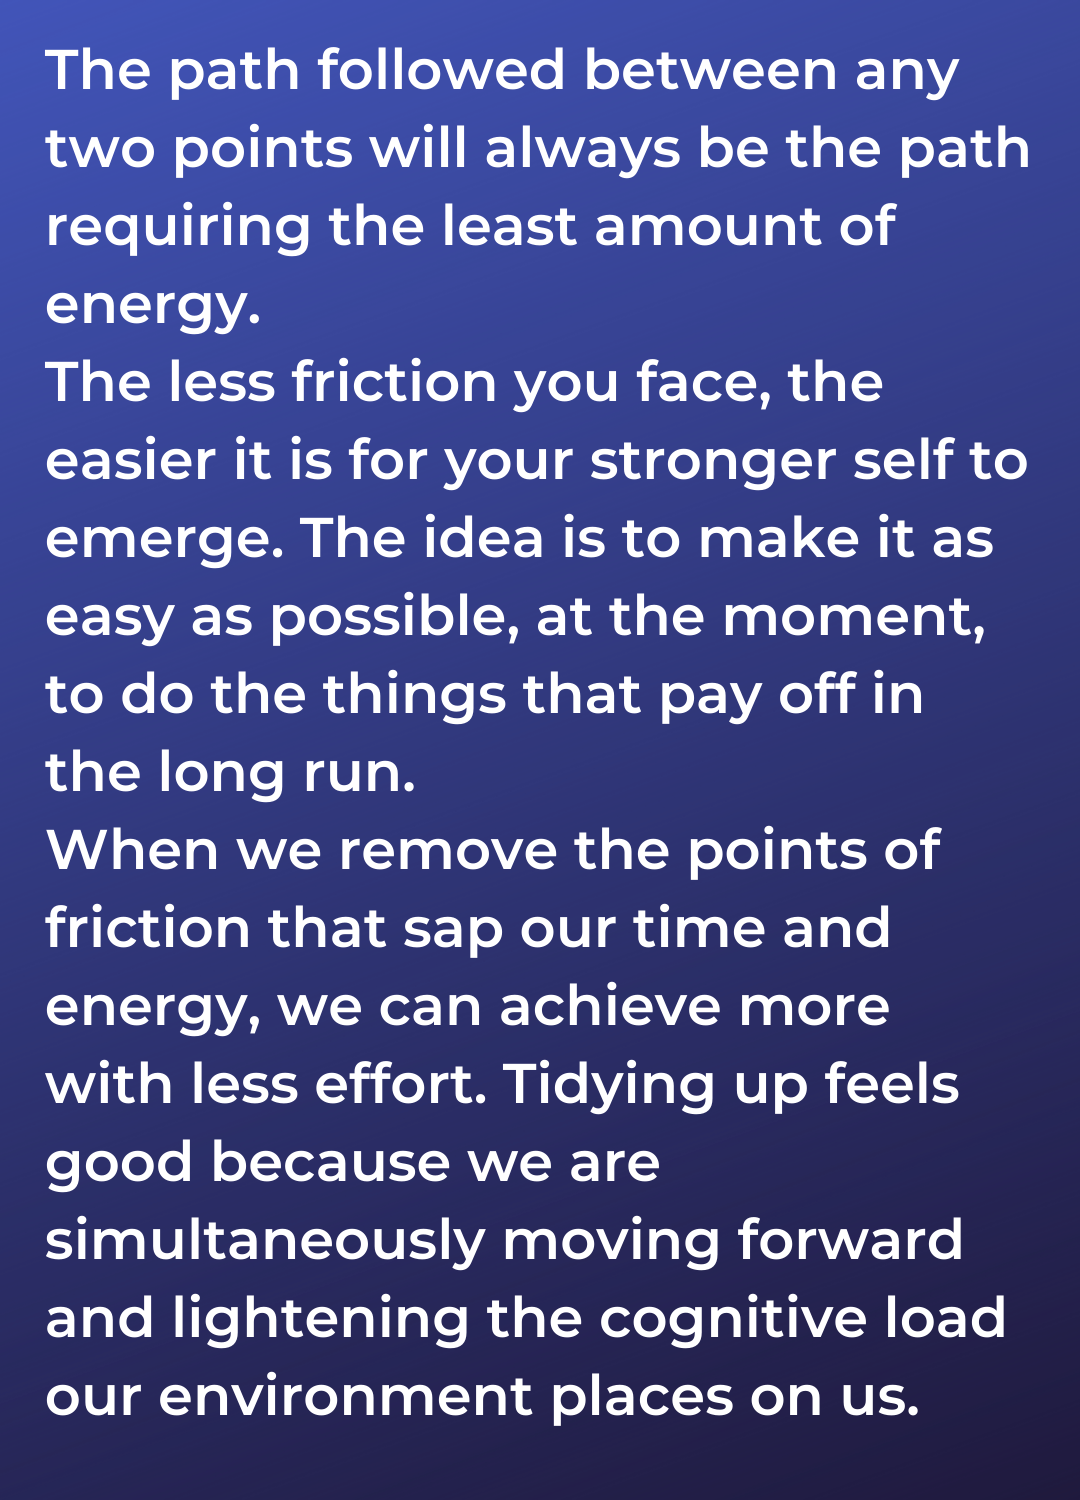 The path followed between any
two points will always be the path
requiring the least amount of
energy.
The less friction you face, the
easier it is for your stronger self to
emerge. The idea is to make it as
easy as possible, at the moment,
to do the things that pay off in
the long run.
When we remove the points of
friction that sap our time and
energy, we can achieve more
with less effort. Tidying up feels
good because we are
simultaneously moving forward
and lightening the cognitive load
our environment places on us.